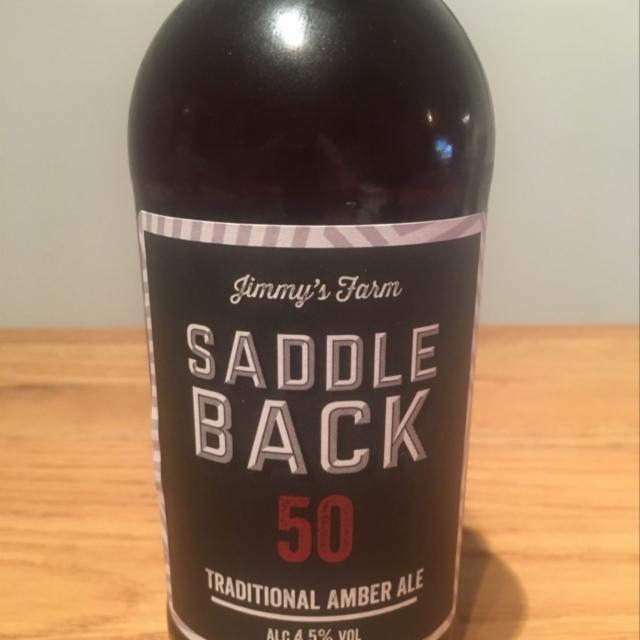 Jimmy's Farm
SADDLE
BACK
50
TRADITIONAL AMBER ALE
ALC 4.5% VOL